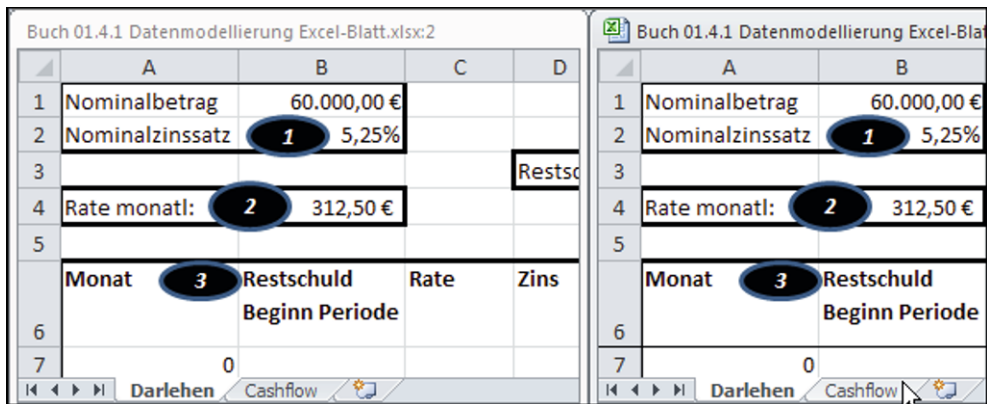 Buch 01.4.1 Datenmodellierung Excel-Blatt.xlsx:2
A B C D
1 Nominalbetrag 60.000,00 €
2 Nominalzinssatz 1 5,25%
3 Restsc
4 Rate monatl: 2 312,50 €
5
Monat 3 Restschuld Rate Zins
Beginn Periode
6
7 0
Darlehen Cashflow
Buch 01.4.1 Datenmodellierung Excel-Blat
A B
1 Nominalbetrag 60.000,00 €
2 Nominalzinssatz 1 5,25%
3
4 Rate monatl: 2 312,50 €
5
Monat 3 Restschuld
Beginn Periode
6
7 0
Darlehen Cashflow